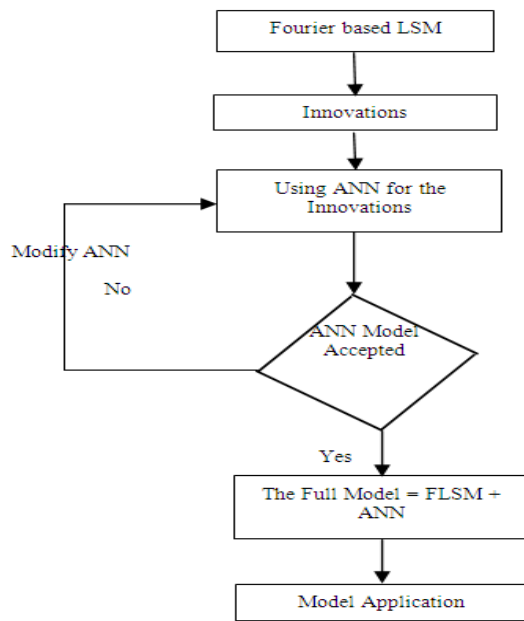 Fourier based LSM
Innovations
Using ANN for the
Innovations
Modify ANN
No
ANN Model
Accepted
Yes
The Full Model = FLSM +
ANN
Model Application